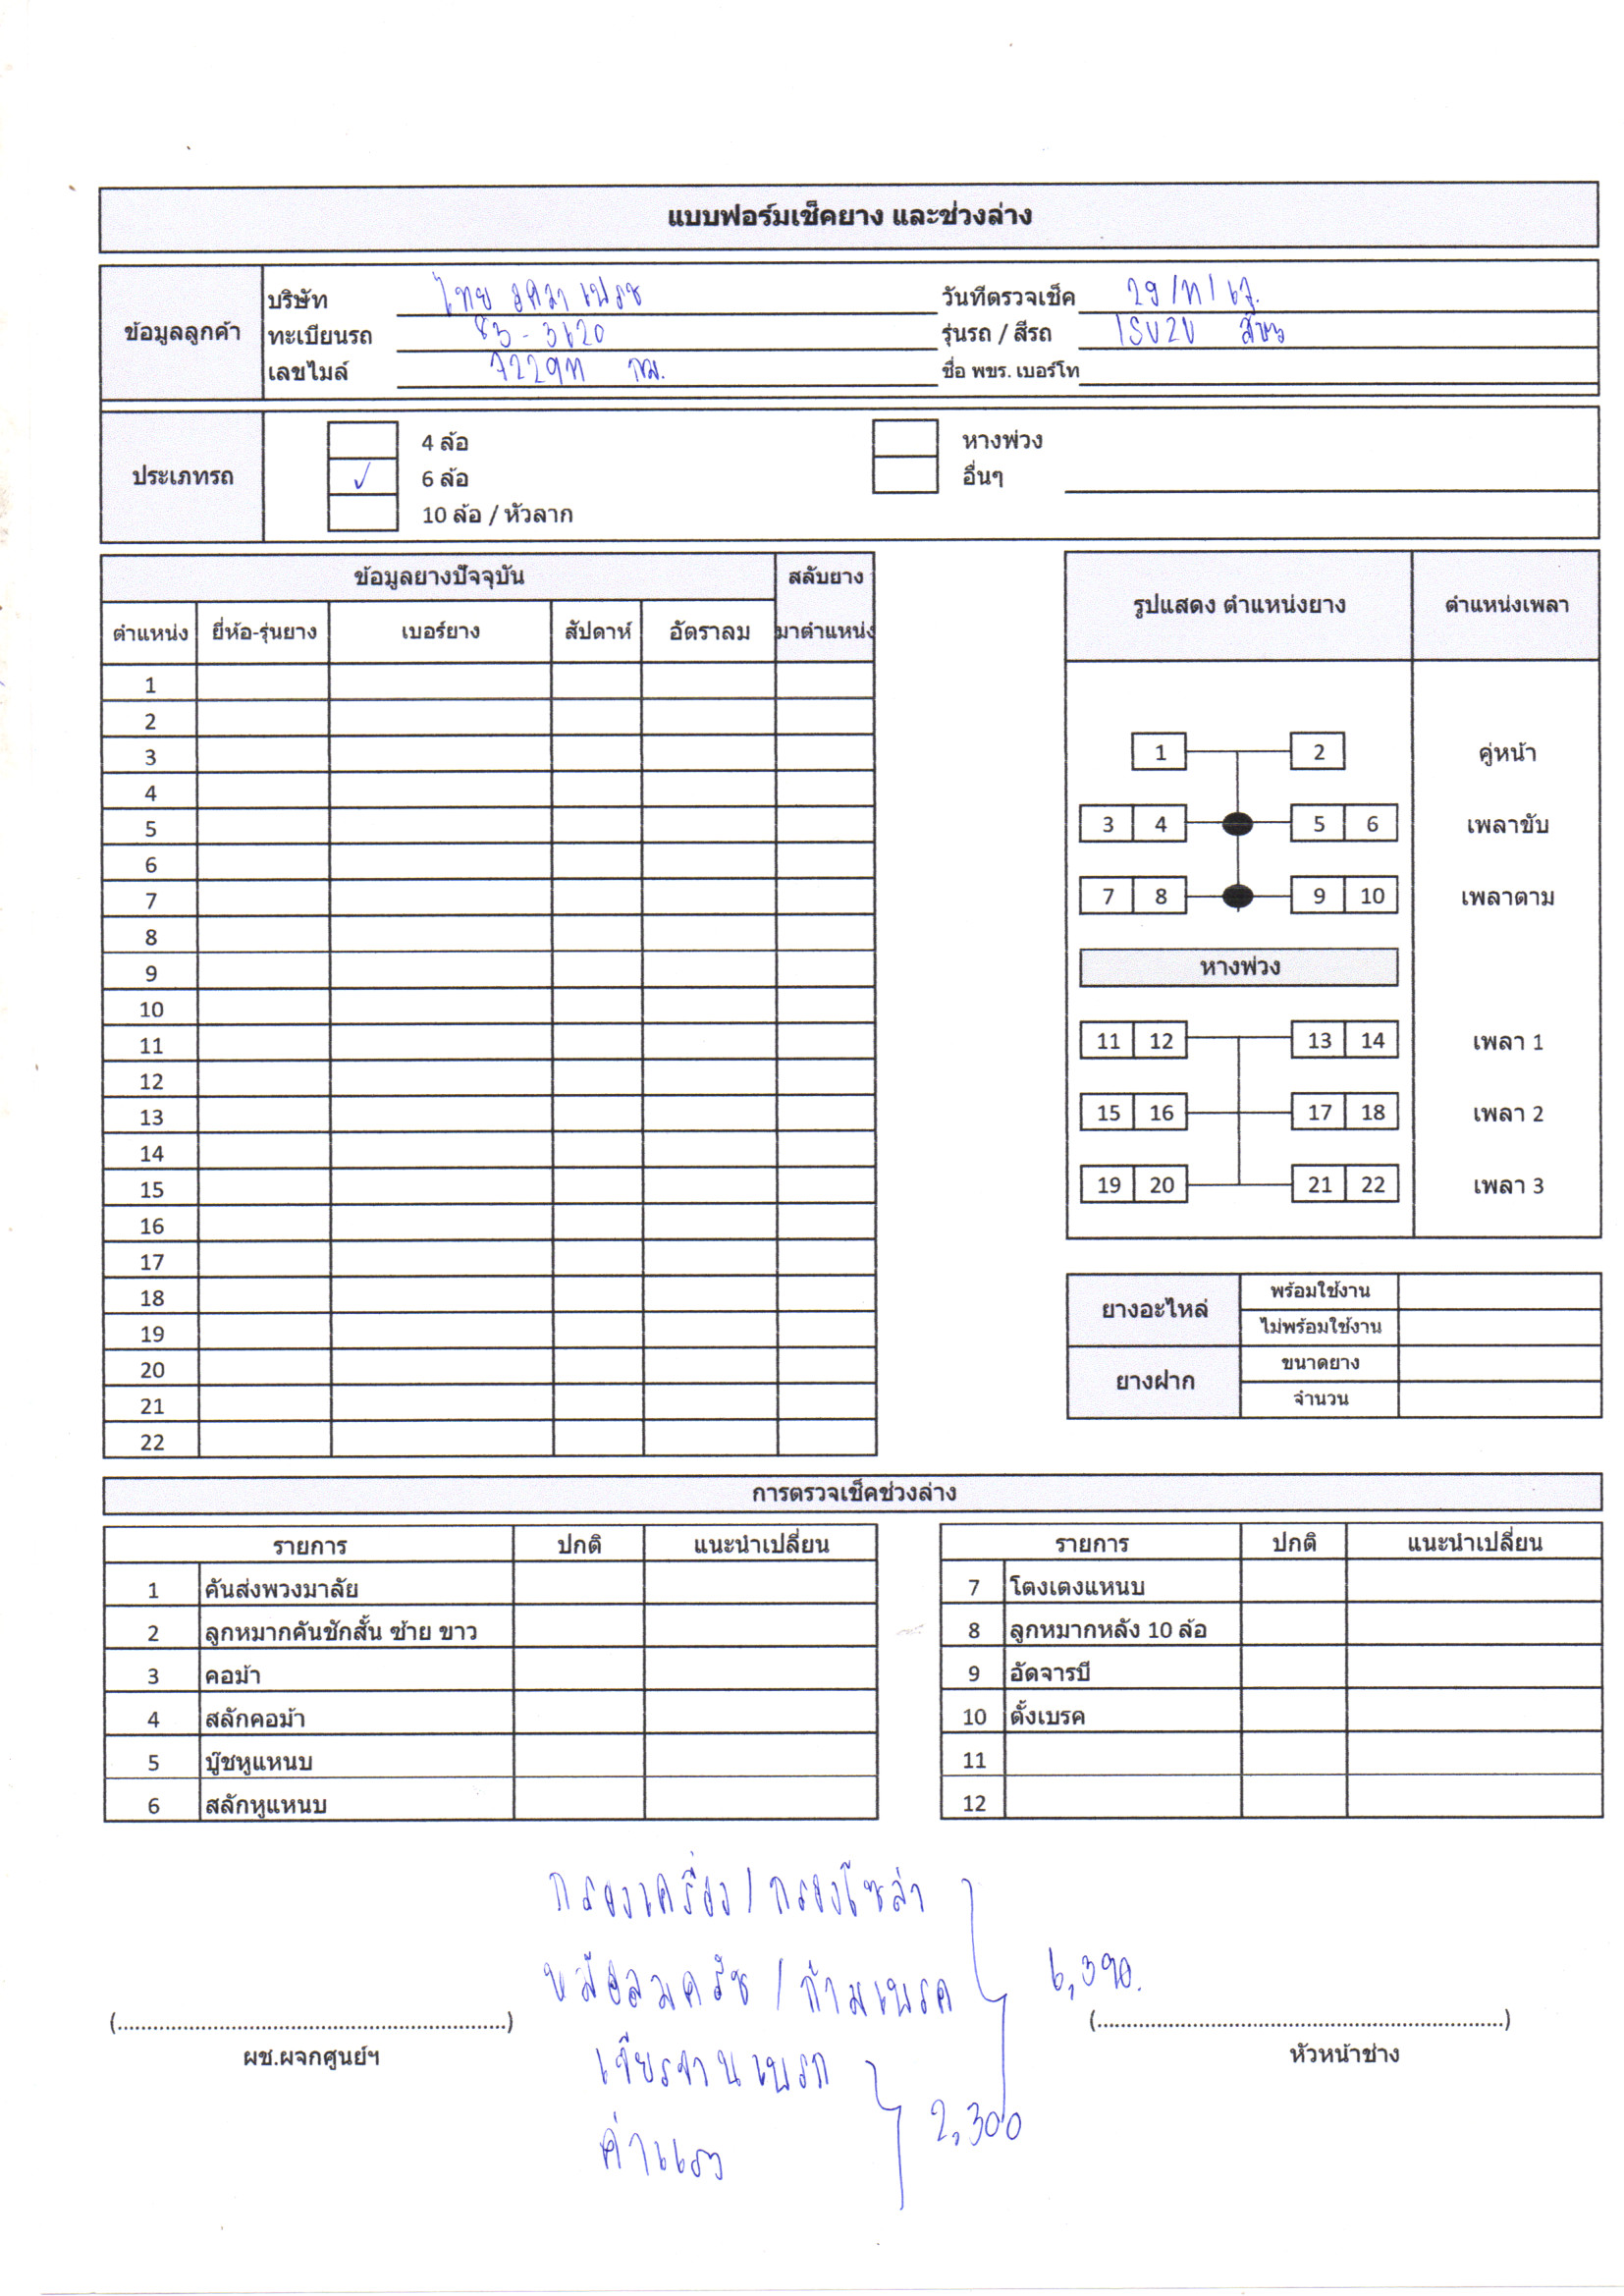 แบบฟอร์มเช็คยาง และช่วงล่าง
ข้อมูลลูกค้า
บริษัท ไทย
วันที่ตรวจเช็ค 29/
ทะเบียนรถ 83-3620
รุ่นรถ / สีรถ ISUZU
เลขไมล์ กม.
ชื่อ พขร. เบอร์โท
ประเภทรถ
4 ล้อ
✓ 6 ล้อ
10 ล้อ / หัวลาก
หางพ่วง
อื่นๆ
ข้อมูลยางปัจจุบัน สลับยาง
ตำแหน่ง ยี่ห้อ-รุ่นยาง เบอร์ยาง สัปดาห์ อัตราลม มาตำแหน่ง
1
2
3
4
5
6
7
8
9
10
11
12
13
14
15
16
17
18
19
20
21
22
รูปแสดง ตำแหน่งยาง ตำแหน่งเพลา
1 2 คู่หน้า
3 4 5 6 เพลาขับ
7 8 9 10 เพลาตาม
หางพ่วง
11 12 13 14 เพลา 1
15 16 17 18 เพลา 2
19 20 21 22 เพลา 3
ยางอะไหล่
พร้อมใช้งาน
ไม่พร้อมใช้งาน
ยางฝาก
ขนาดยาง
จำนวน
การตรวจเช็คช่วงล่าง
รายการ ปกติ แนะนำเปลี่ยน
1 คันส่งพวงมาลัย
2 ลูกหมากคันชักสั้น ซ้าย ขาว
3 คอม้า
4 สลักคอม้า
5 บู๊ชหูแหนบ
6 สลักหูแหนบ
รายการ ปกติ แนะนำเปลี่ยน
7 โตงเตงแหนบ
8 ลูกหมากหลัง 10 ล้อ
9 อัดจารบี
10 ตั้งเบรค
11
12
กรองเครื่อง / กรองโซล่า
หม้อลมครัช / ก้ามเบรค 6,390.
เจียรจานเบรก
ค่าแรง 2,300
(....................)
ผช.ผจกศูนย์ฯ
(....................)
หัวหน้าช่าง